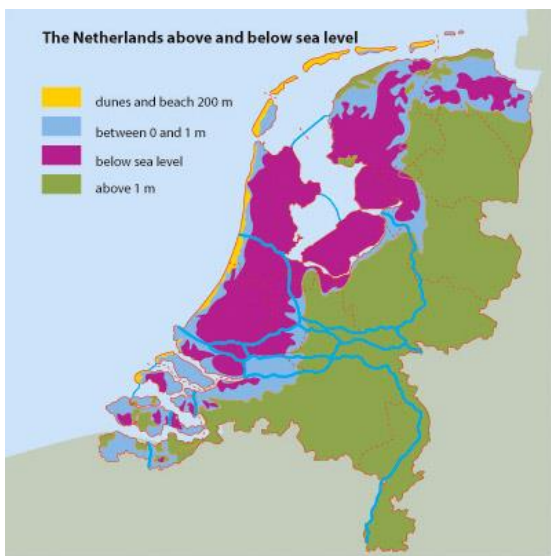 The Netherlands above and below sea level
dunes and beach 200 m
between 0 and 1 m
below sea level
above 1 m